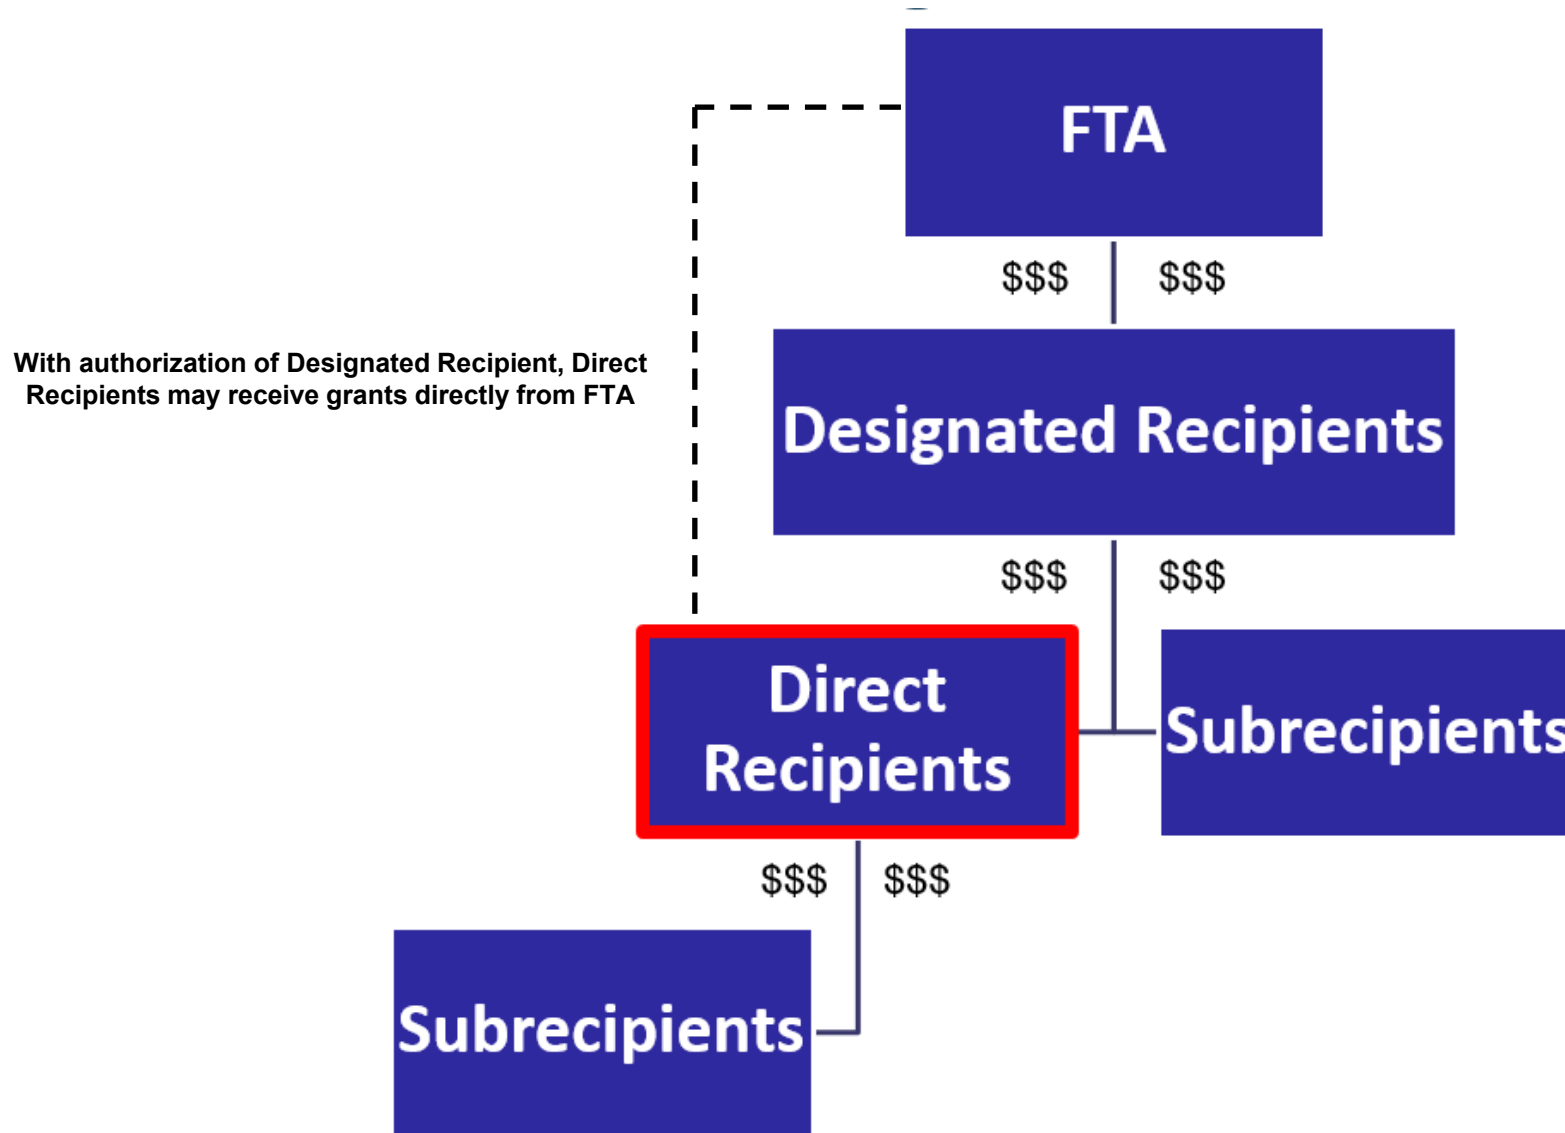 FTA
$$$ $$$
With authorization of Designated Recipient, Direct
Recipients may receive grants directly from FTA
Designated Recipients
$$$ $$$
Direct
Recipients
Subrecipients
$$$ $$$
Subrecipients